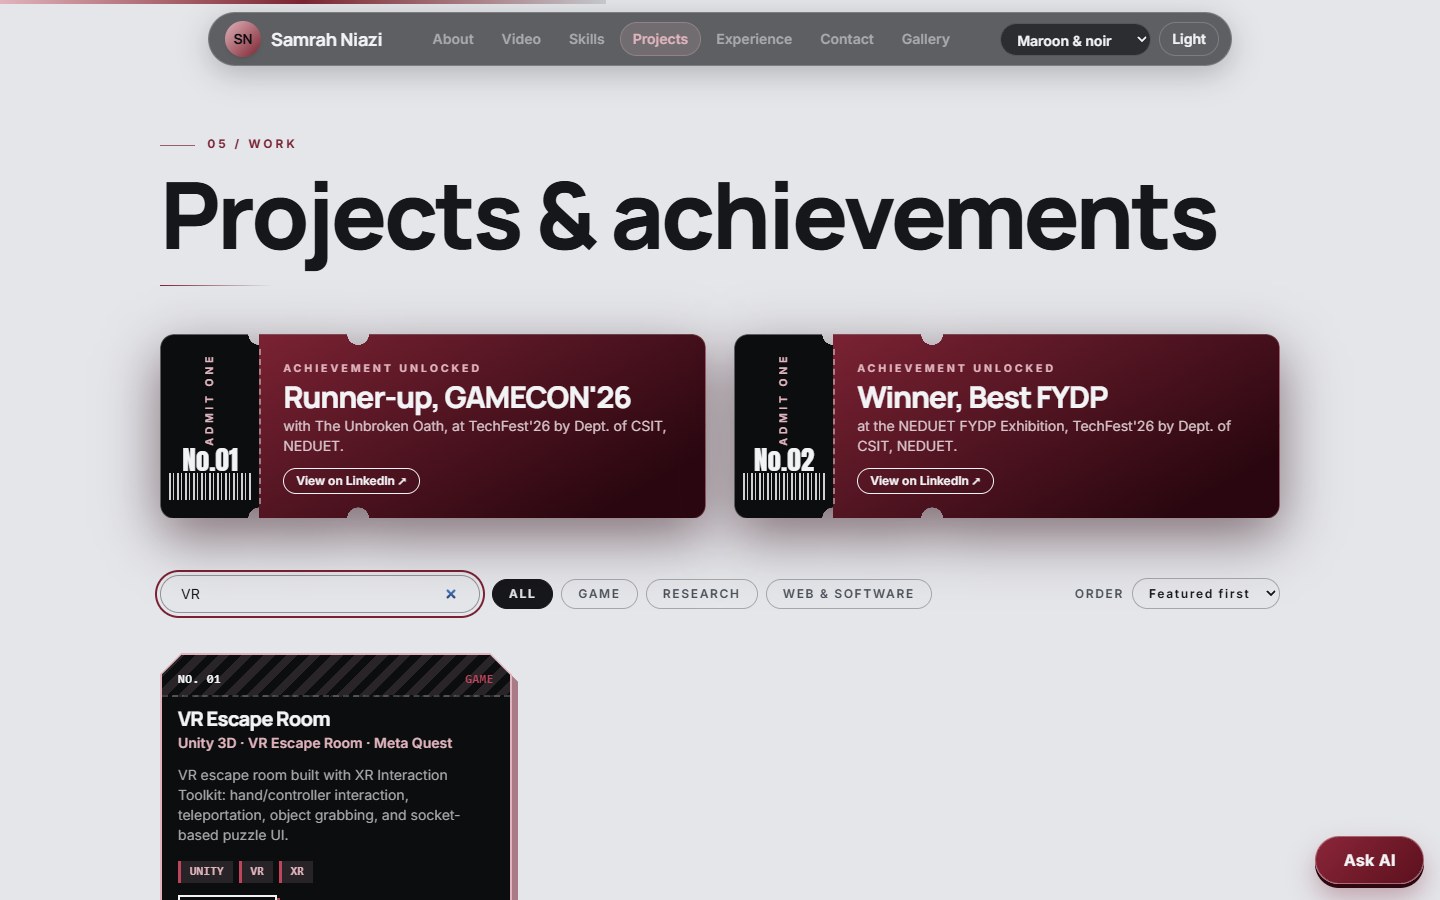 SN Samrah Niazi About Video Skills Projects Experience Contact Gallery Maroon & noir Light
05 / WORK
Projects & achievements
ADMIT ONE
No.01
ACHIEVEMENT UNLOCKED
Runner-up, GAMECON'26
with The Unbroken Oath, at TechFest'26 by Dept. of CSIT,
NEDUET.
View on LinkedIn ↗
ADMIT ONE
No.02
ACHIEVEMENT UNLOCKED
Winner, Best FYDP
at the NEDUET FYDP Exhibition, TechFest'26 by Dept. of
CSIT, NEDUET.
View on LinkedIn ↗
VR ALL GAME RESEARCH WEB & SOFTWARE ORDER Featured first
NO. 01 GAME
VR Escape Room
Unity 3D · VR Escape Room · Meta Quest
VR escape room built with XR Interaction
Toolkit: hand/controller interaction,
teleportation, object grabbing, and socket-
based puzzle UI.
UNITY VR XR
Ask AI